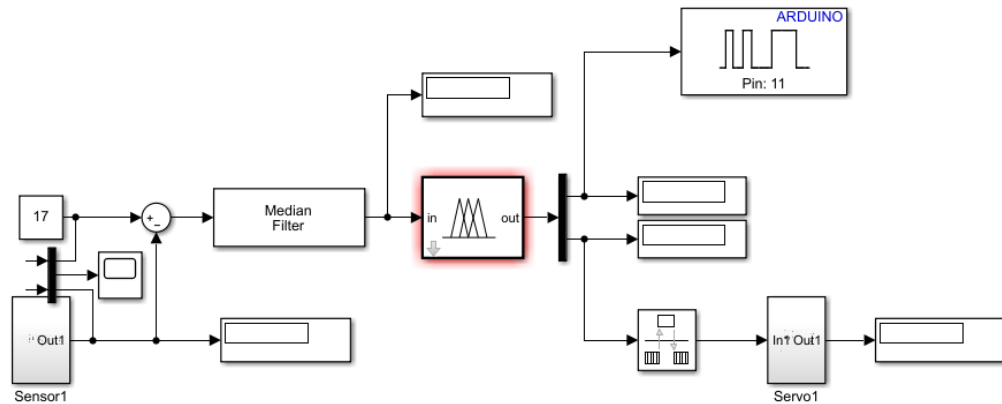 ARDUINO
Pin: 11
17
+
−
Median
Filter
in
out
Out1
Sensor1
In1 Out1
Servo1